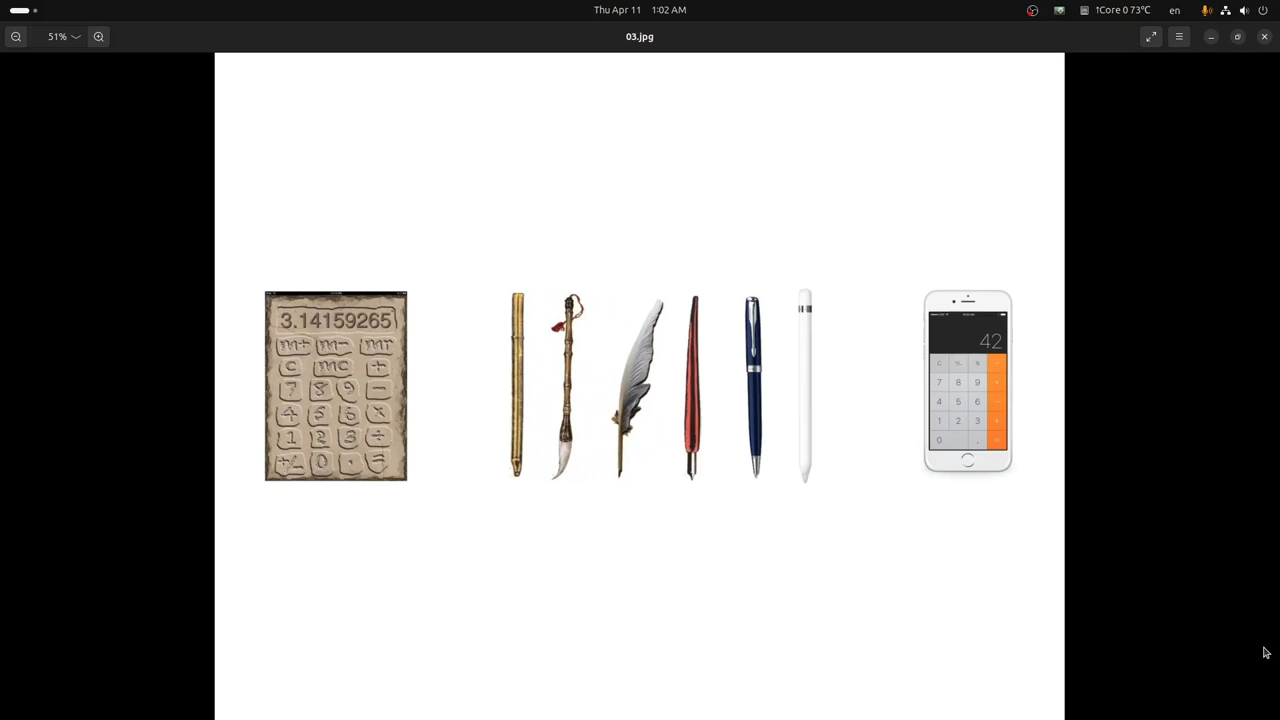 Thu Apr 11 1:02 AM
↑Core 0 73°C en
51%
03.jpg
3.14159265
m+ m- mr
c mc +
7 8 9 -
4 5 6 x
1 2 3 ÷
+/- 0 . =
42
C +/- %
7 8 9 ×
4 5 6 −
1 2 3 +
0 . =